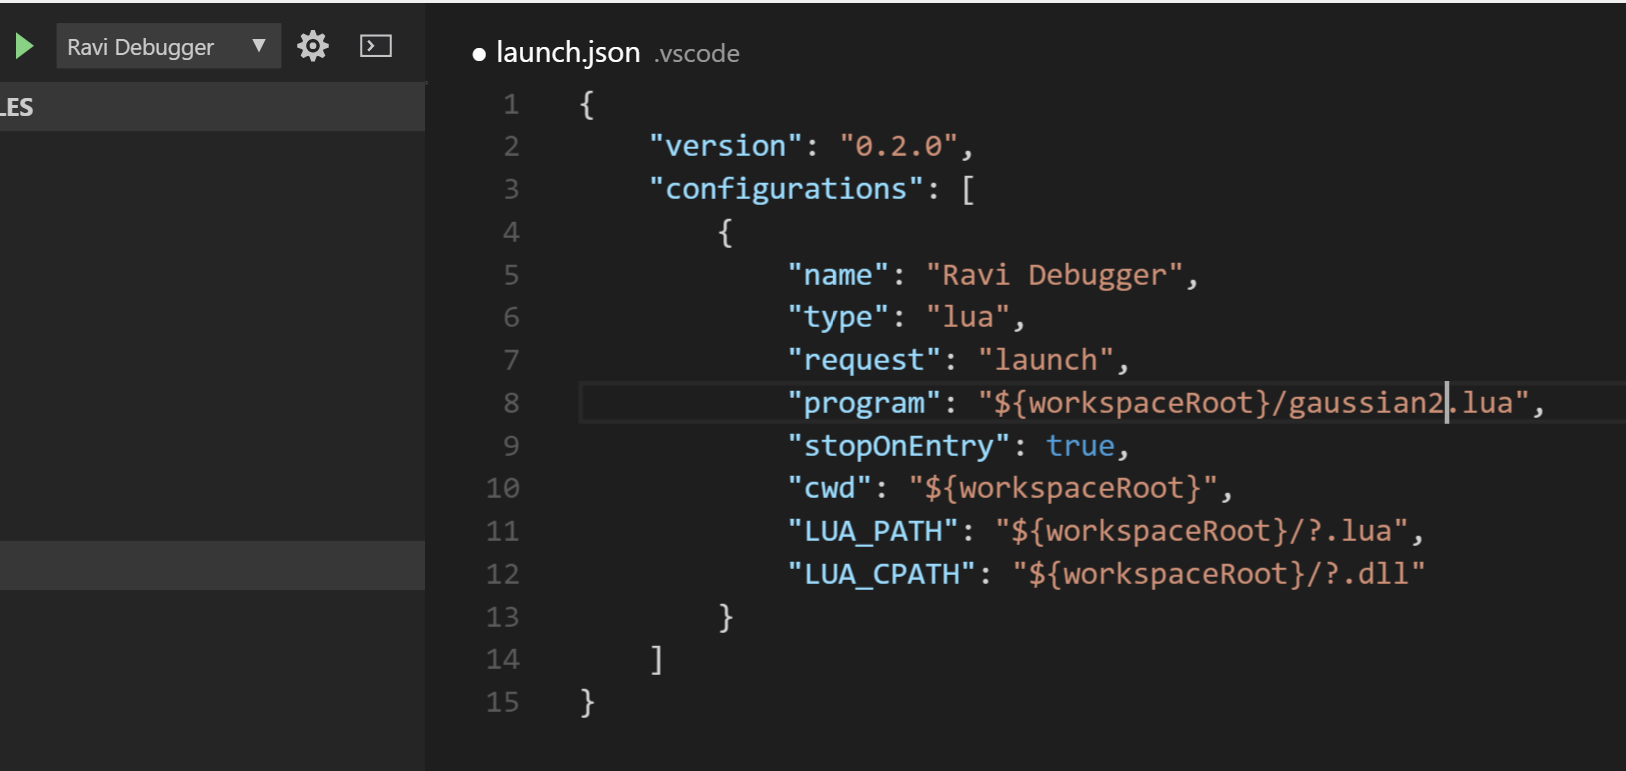 Ravi Debugger
LES
launch.json .vscode
1 {
2 "version": "0.2.0",
3 "configurations": [
4 {
5 "name": "Ravi Debugger",
6 "type": "lua",
7 "request": "launch",
8 "program": "${workspaceRoot}/gaussian2.lua",
9 "stopOnEntry": true,
10 "cwd": "${workspaceRoot}",
11 "LUA_PATH": "${workspaceRoot}/?.lua",
12 "LUA_CPATH": "${workspaceRoot}/?.dll"
13 }
14 ]
15 }